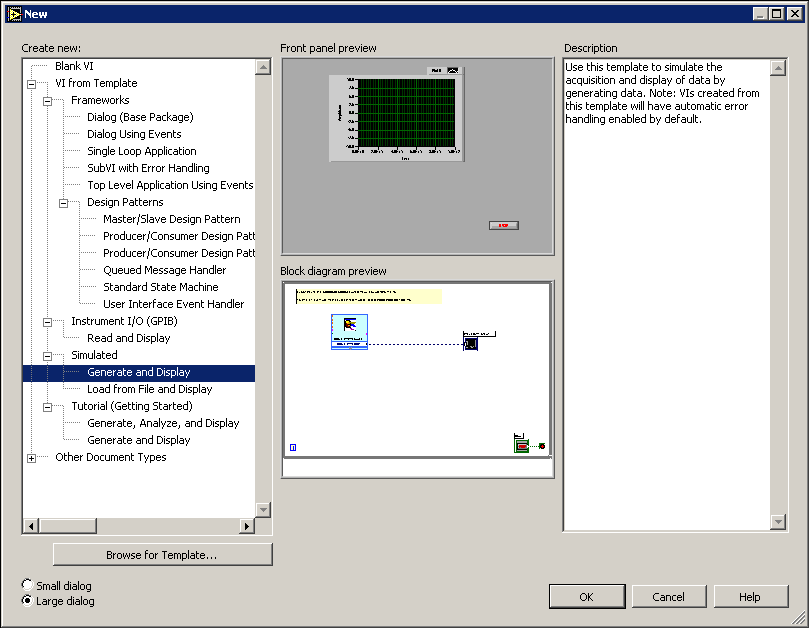 New
Create new:
Blank VI
VI from Template
Frameworks
Dialog (Base Package)
Dialog Using Events
Single Loop Application
SubVI with Error Handling
Top Level Application Using Events
Design Patterns
Master/Slave Design Pattern
Producer/Consumer Design Patt
Producer/Consumer Design Patt
Queued Message Handler
Standard State Machine
User Interface Event Handler
Instrument I/O (GPIB)
Read and Display
Simulated
Generate and Display
Load from File and Display
Tutorial (Getting Started)
Generate, Analyze, and Display
Generate and Display
Other Document Types
Browse for Template...
Small dialog
Large dialog
Front panel preview
Block diagram preview
Description
Use this template to simulate the
acquisition and display of data by
generating data. Note: VIs created from
this template will have automatic error
handling enabled by default.
OK
Cancel
Help